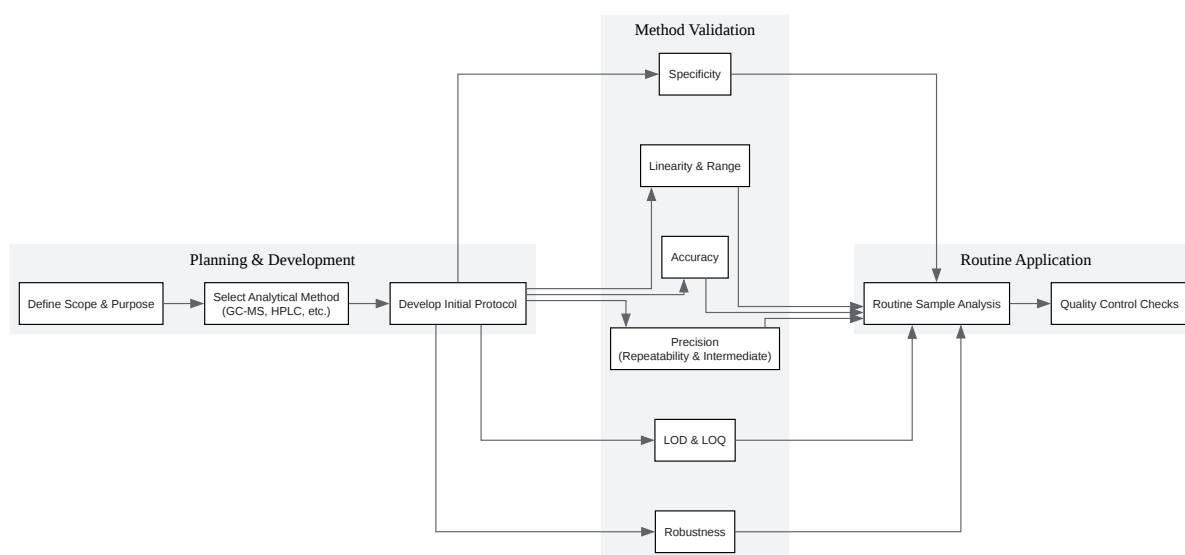 Method Validation
Specificity
Linearity & Range
Accuracy
Precision
(Repeatability & Intermediate)
LOD & LOQ
Robustness
Planning & Development
Define Scope & Purpose
Select Analytical Method
(GC-MS, HPLC, etc.)
Develop Initial Protocol
Routine Application
Routine Sample Analysis
Quality Control Checks